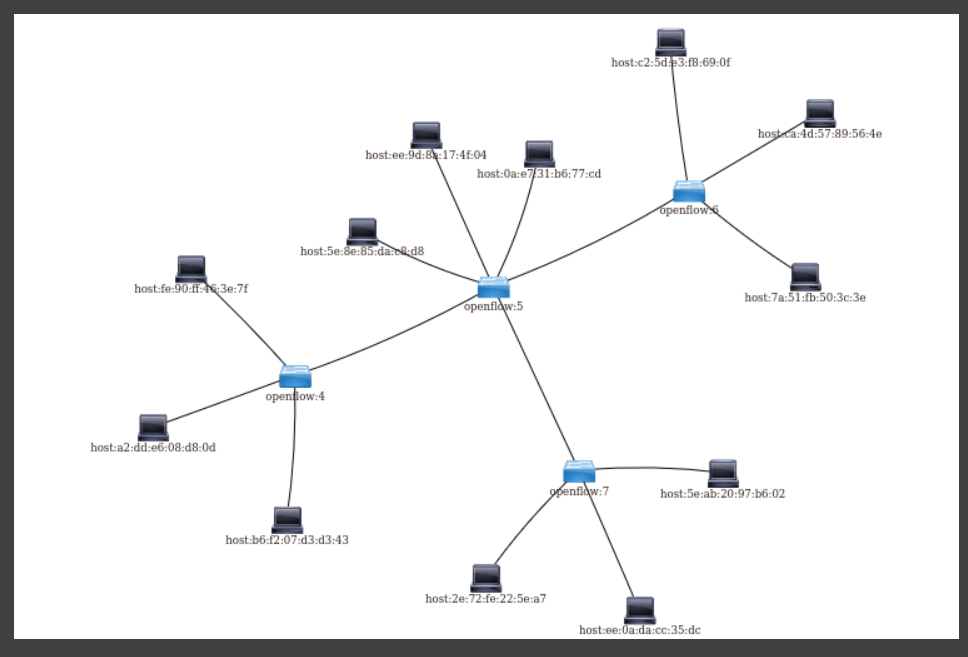 host:c2:5d:e3:f8:69:0f
host:ca:4d:57:89:56:4e
host:ee:9d:8a:17:4f:04
host:0a:e7:31:b6:77:cd
openflow:6
host:5e:8e:85:da:c8:d8
host:fe:90:ff:46:3e:7f
host:7a:51:fb:50:3c:3e
openflow:5
openflow:4
host:a2:dd:e6:08:d8:0d
openflow:7
host:5e:ab:20:97:b6:02
host:b6:f2:07:d3:d3:43
host:2e:72:fe:22:5e:a7
host:ee:0a:da:cc:35:dc